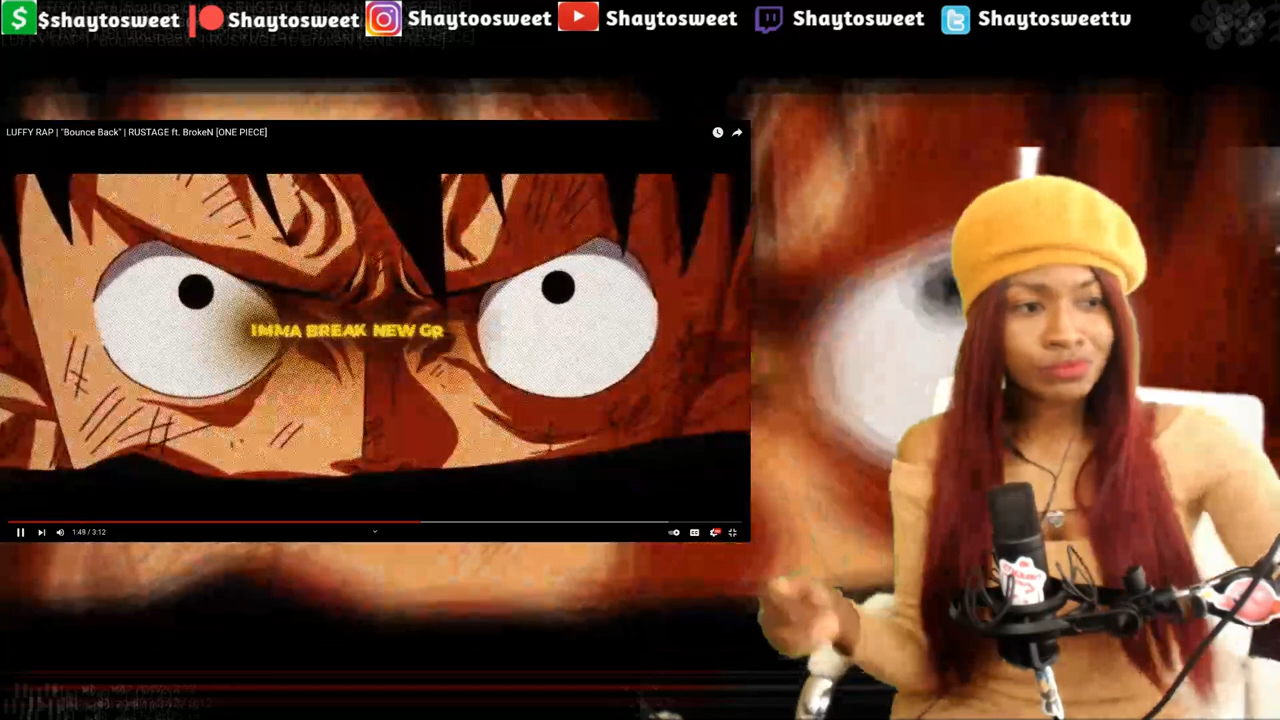 $shaytosweet Shaytosweet Shaytoosweet Shaytosweet Shaytosweet Shaytosweettv
LUFFY RAP | "Bounce Back" | RUSTAGE ft. BrokeN [ONE PIECE]
IMMA BREAK NEW GR
1:48 / 3:12